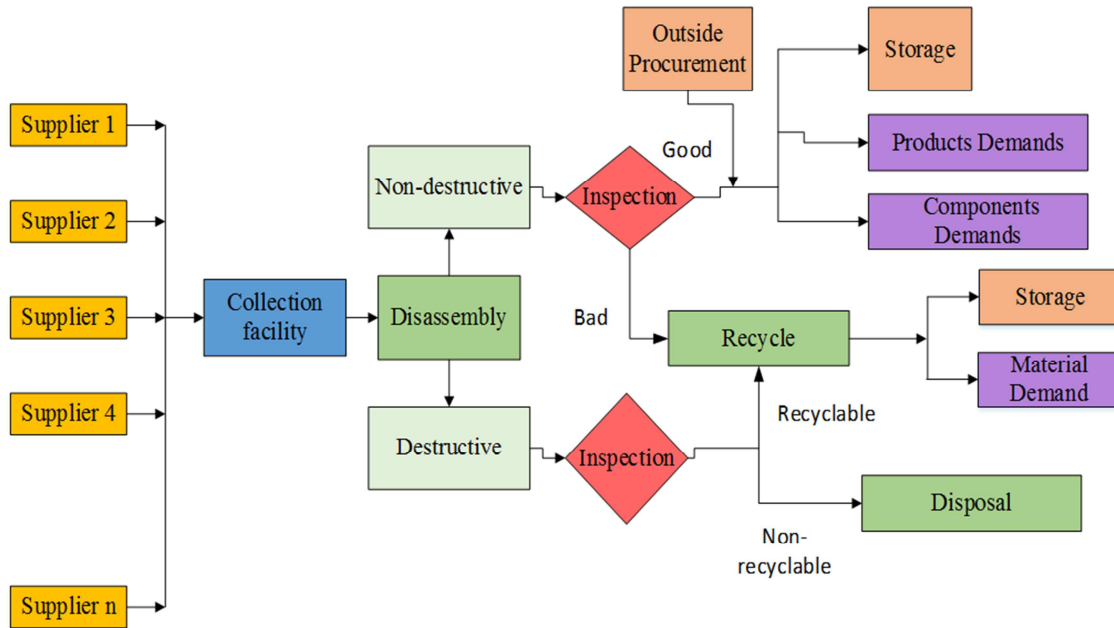 Outside
Procurement
Storage
Supplier 1
Products Demands
Good
Non-destructive
Inspection
Supplier 2
Components
Demands
Collection
facility
Supplier 3
Disassembly
Bad
Recycle
Storage
Material
Demand
Supplier 4
Recyclable
Destructive
Inspection
Disposal
Non-
recyclable
Supplier n